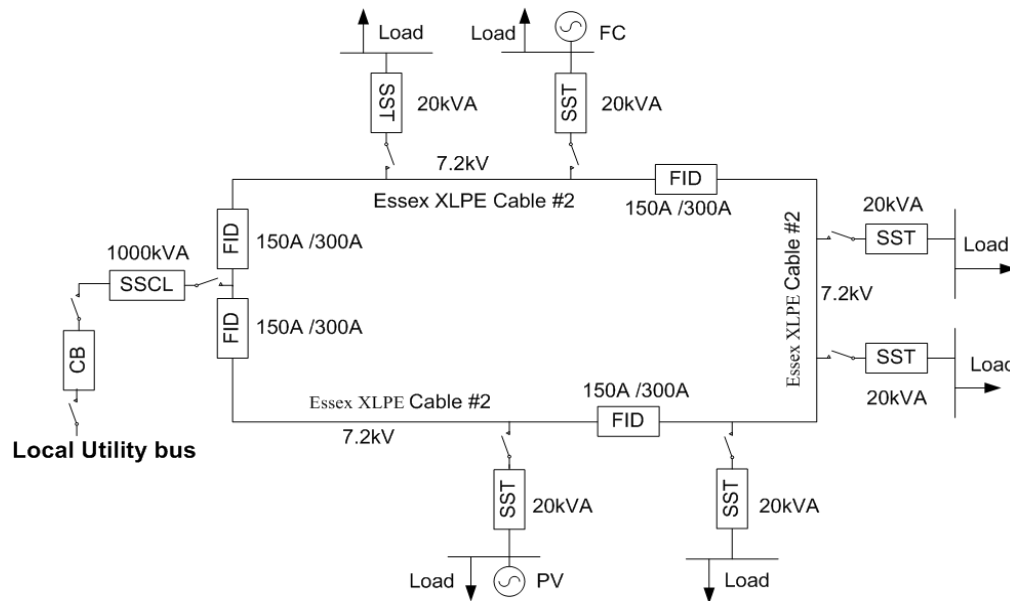 Load
Load
FC
SST
20kVA
SST
20kVA
7.2kV
Essex XLPE Cable #2
FID
150A /300A
FID
150A /300A
1000kVA
SSCL
FID
150A /300A
CB
Local Utility bus
Essex XLPE Cable #2
7.2kV
20kVA
SST
Load
7.2kV
Essex XLPE Cable #2
SST
20kVA
Load
150A /300A
FID
SST
20kVA
SST
20kVA
Load
PV
Load